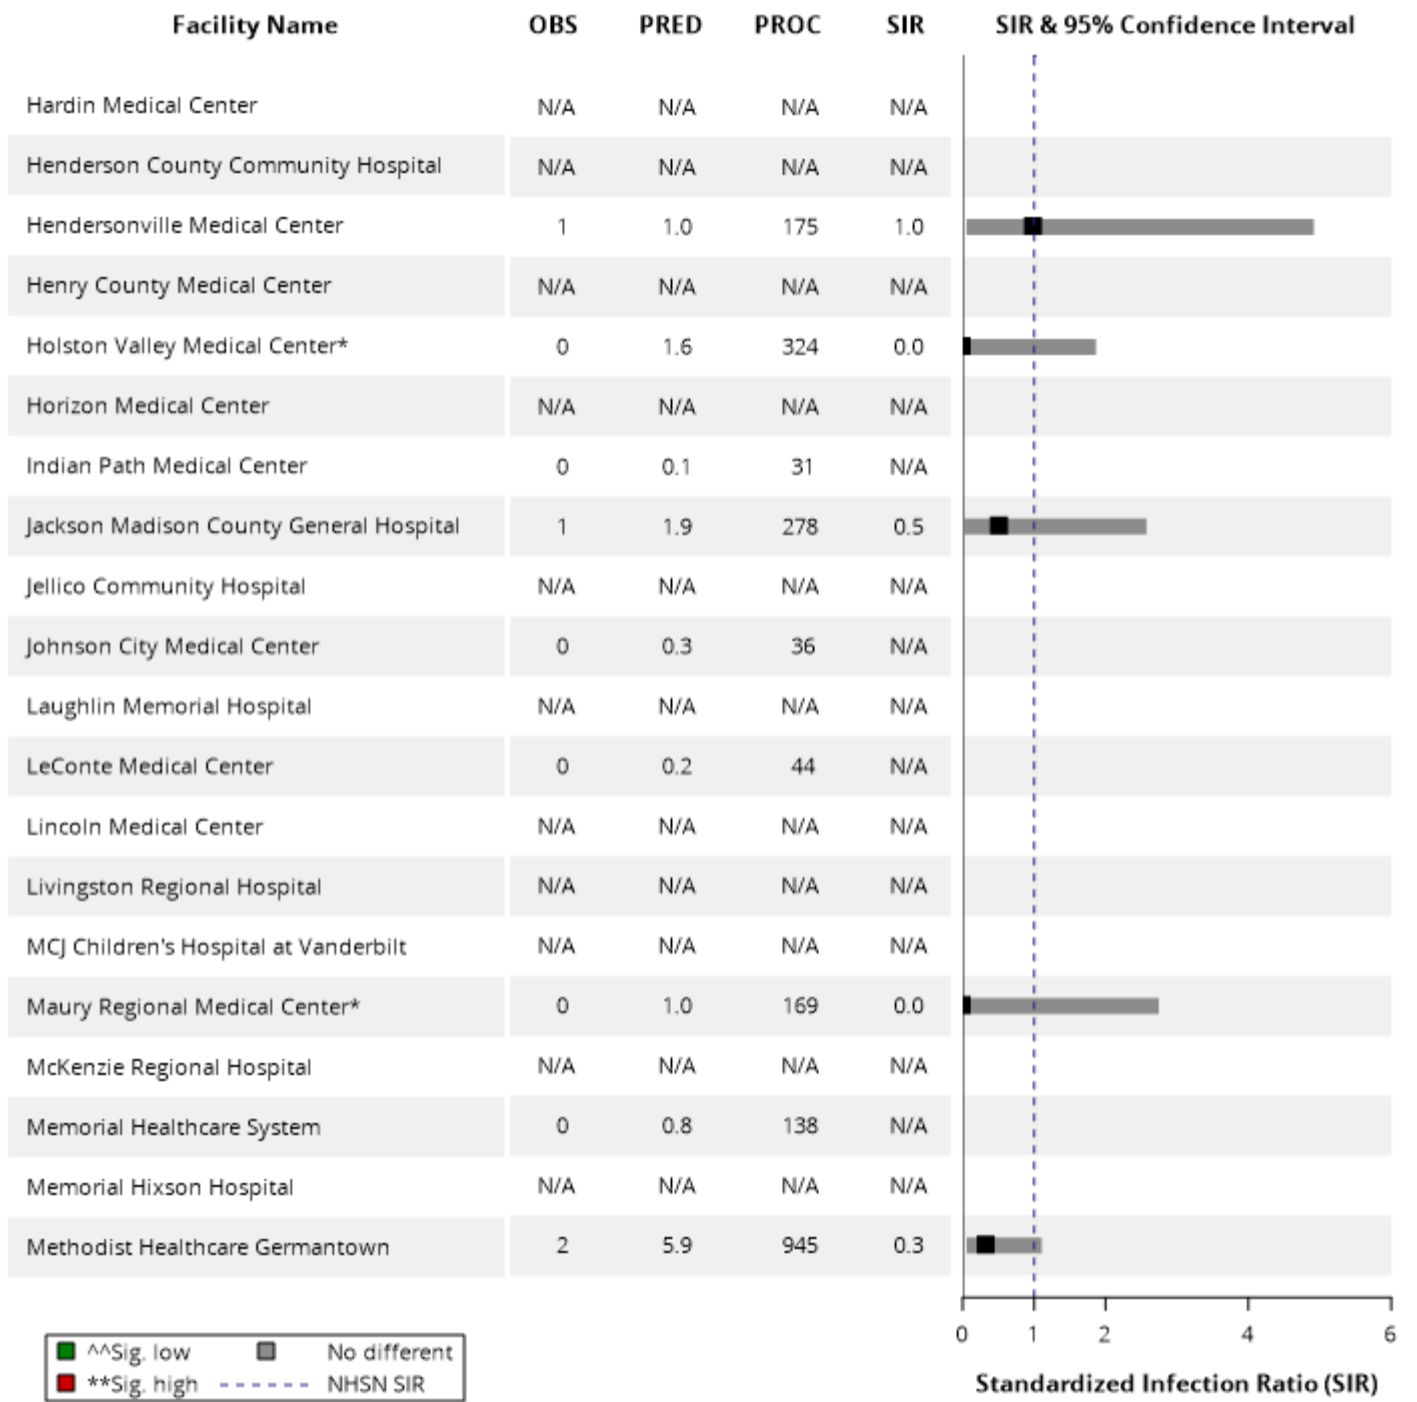 Facility Name OBS PRED PROC SIR SIR & 95% Confidence Interval
Hardin Medical Center N/A N/A N/A N/A
Henderson County Community Hospital N/A N/A N/A N/A
Hendersonville Medical Center 1 1.0 175 1.0
Henry County Medical Center N/A N/A N/A N/A
Holston Valley Medical Center* 0 1.6 324 0.0
Horizon Medical Center N/A N/A N/A N/A
Indian Path Medical Center 0 0.1 31 N/A
Jackson Madison County General Hospital 1 1.9 278 0.5
Jellico Community Hospital N/A N/A N/A N/A
Johnson City Medical Center 0 0.3 36 N/A
Laughlin Memorial Hospital N/A N/A N/A N/A
LeConte Medical Center 0 0.2 44 N/A
Lincoln Medical Center N/A N/A N/A N/A
Livingston Regional Hospital N/A N/A N/A N/A
MCJ Children's Hospital at Vanderbilt N/A N/A N/A N/A
Maury Regional Medical Center* 0 1.0 169 0.0
McKenzie Regional Hospital N/A N/A N/A N/A
Memorial Healthcare System 0 0.8 138 N/A
Memorial Hixson Hospital N/A N/A N/A N/A
Methodist Healthcare Germantown 2 5.9 945 0.3
0 1 2 4 6
^^Sig. low No different
**Sig. high NHSN SIR
Standardized Infection Ratio (SIR)